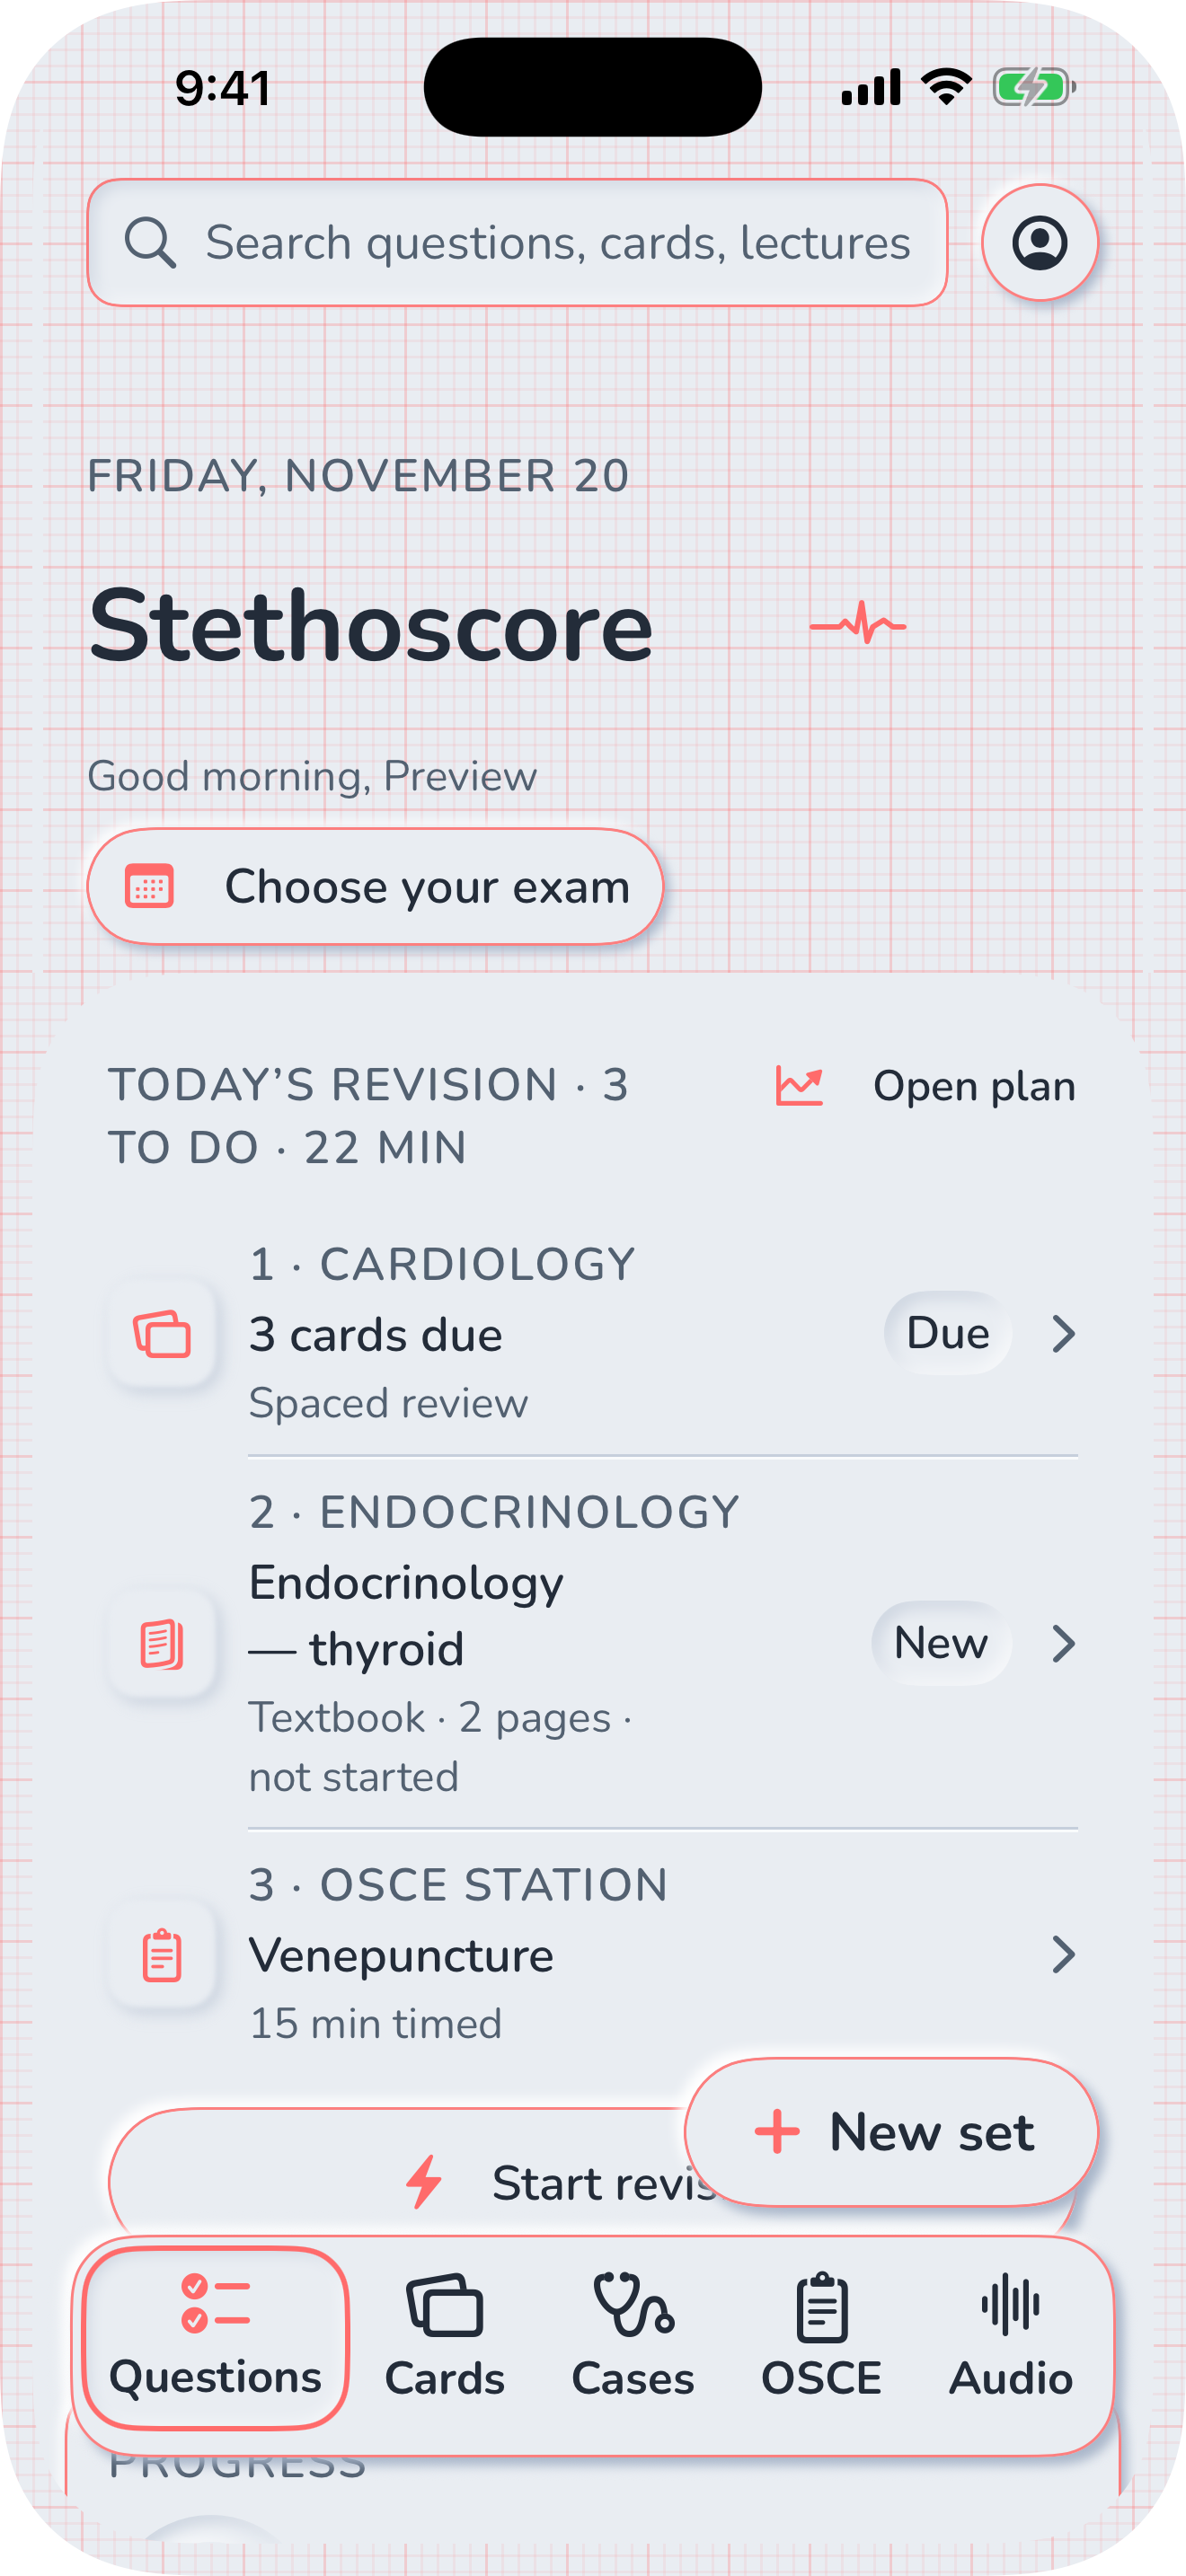 9:41
Search questions, cards, lectures
FRIDAY, NOVEMBER 20
Stethoscore
Good morning, Preview
Choose your exam
TODAY’S REVISION · 3
TO DO · 22 MIN
Open plan
1 · CARDIOLOGY
3 cards due
Spaced review
Due
2 · ENDOCRINOLOGY
Endocrinology
— thyroid
Textbook · 2 pages ·
not started
New
3 · OSCE STATION
Venepuncture
15 min timed
New set
Start
Questions
Cards
Cases
OSCE
Audio
PROGRESS